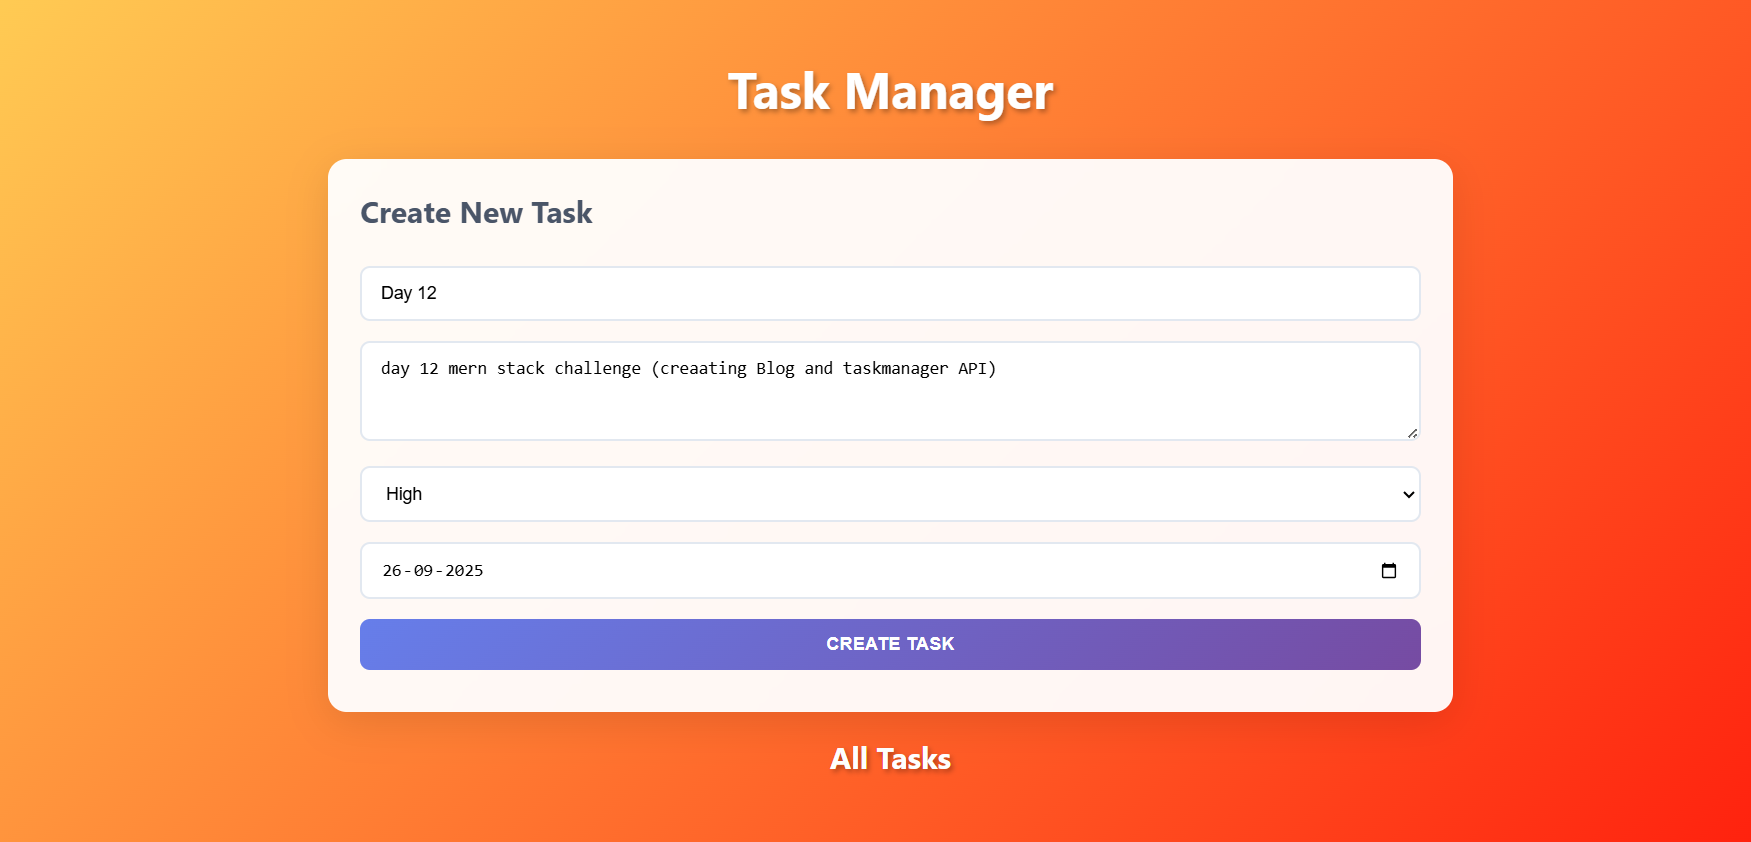 Task Manager
Create New Task
Day 12
day 12 mern stack challenge (creaating Blog and taskmanager API)
High
26-09-2025
CREATE TASK
All Tasks